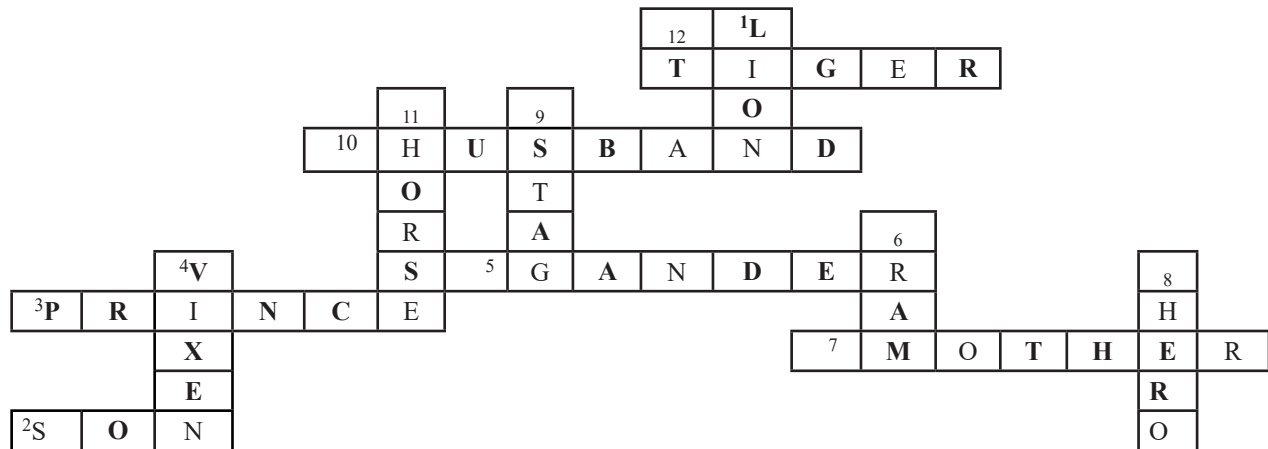 12 1L
T I G E R
11 9 O
10 H U S B A N D
O T
R A 6
4V S 5 G A N D E R 8
3P R I N C E A H
X 7 M O T H E R
E R
2S O N O